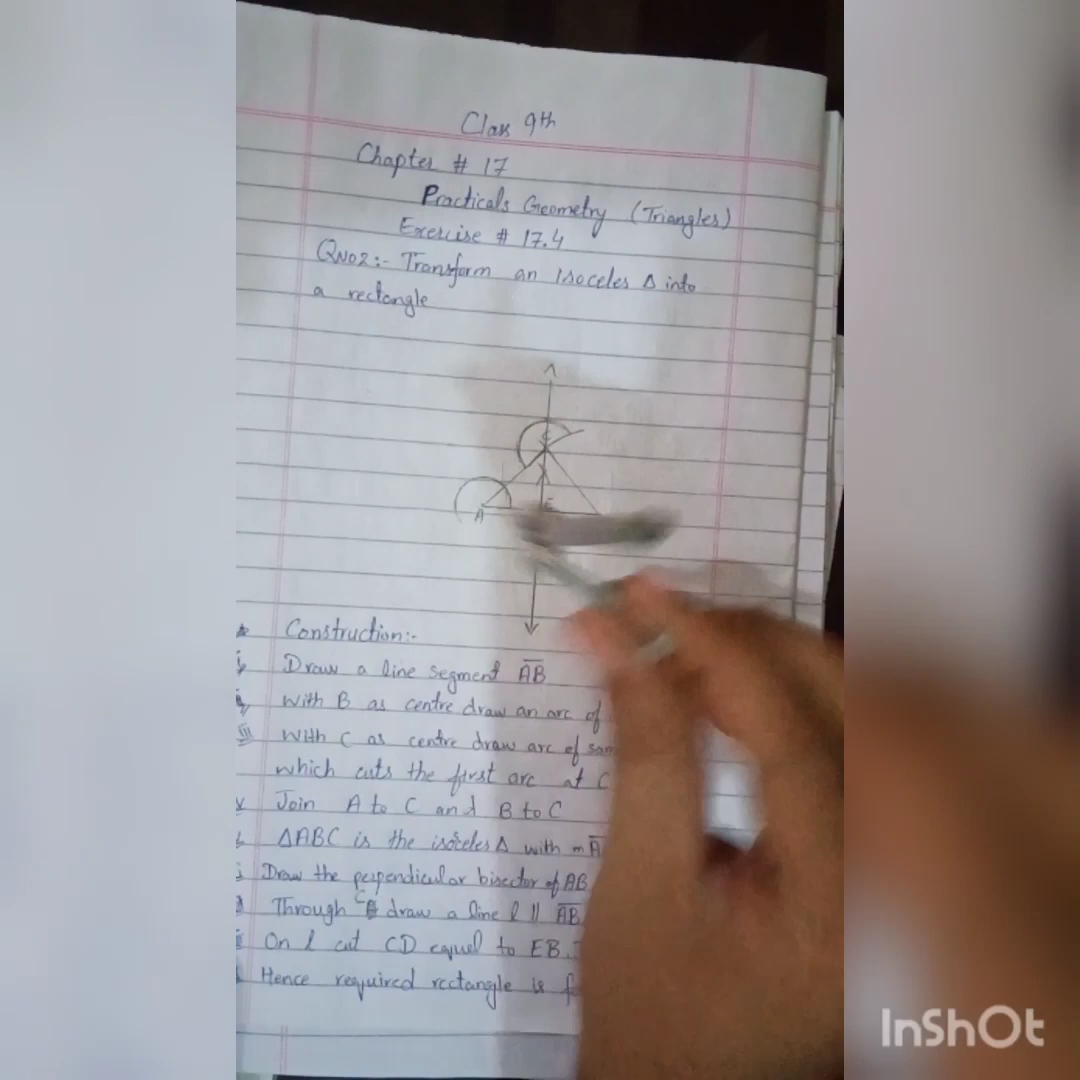 Class 9th
Chapter # 17
Practicals Geometry (Triangles)
Exercise # 17.4
QNO2:- Transform an Isoceles Δ into
a rectangle
C
A
E
Construction:-
Draw a line segment AB
With B as centre draw an arc of
iii With C as centre draw arc of
which cuts the first arc at C
Join A to C and B to C
ΔABC is the isoceles Δ with m
Draw the perpendicular bisector of AB
Through C draw a line l || AB
On l cut CD equal to EB.
Hence required rectangle is
InShOt